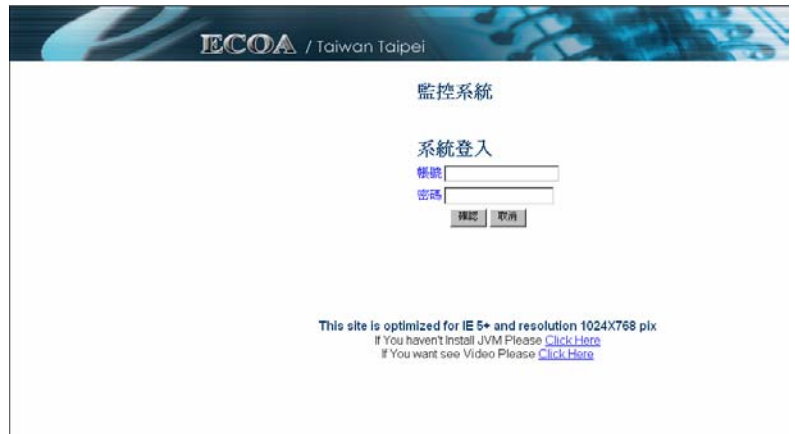 ECOA / Taiwan Taipei
監控系統
系統登入
帳號
密碼
確認 取消
This site is optimized for IE 5+ and resolution 1024X768 pix
If You haven't Install JVM Please Click Here
If You want see Video Please Click Here